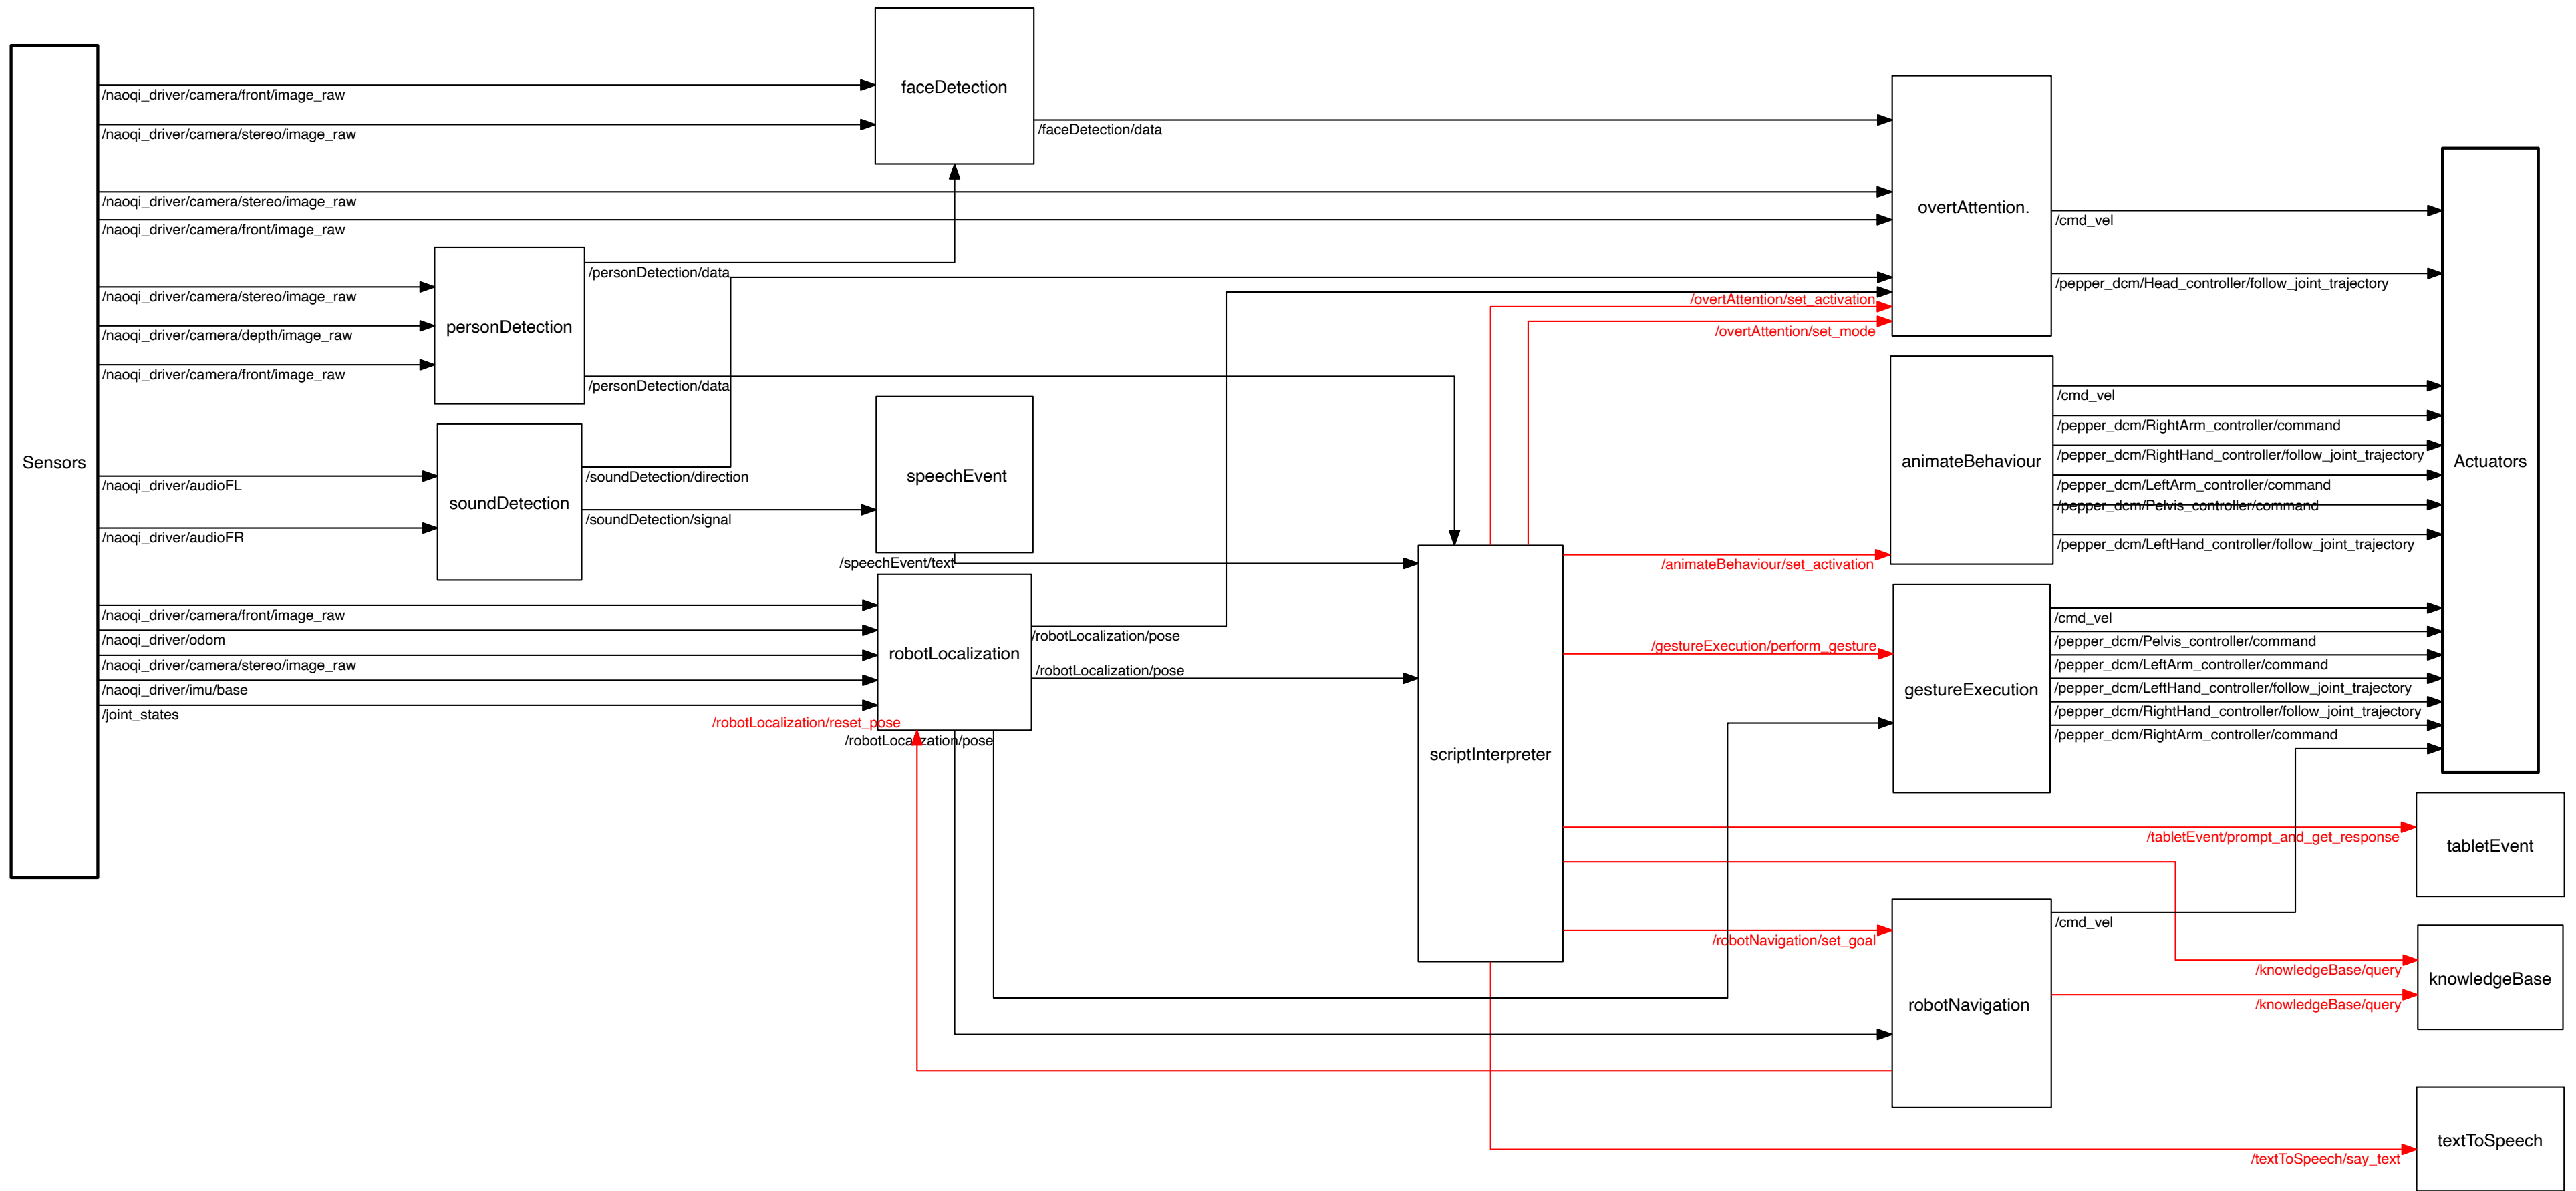 Sensors
/naoqi_driver/camera/front/image_raw
/naoqi_driver/camera/stereo/image_raw
/naoqi_driver/camera/stereo/image_raw
/naoqi_driver/camera/front/image_raw
/naoqi_driver/camera/stereo/image_raw
/naoqi_driver/camera/depth/image_raw
/naoqi_driver/camera/front/image_raw
/naoqi_driver/audioFL
/naoqi_driver/audioFR
/naoqi_driver/camera/front/image_raw
/naoqi_driver/odom
/naoqi_driver/camera/stereo/image_raw
/naoqi_driver/imu/base
/joint_states
personDetection
/personDetection/data
/personDetection/data
soundDetection
/soundDetection/direction
/soundDetection/signal
faceDetection
/faceDetection/data
speechEvent
/speechEvent/text
robotLocalization
/robotLocalization/pose
/robotLocalization/pose
/robotLocalization/reset_pose
/robotLocalization/pose
scriptInterpreter
/overtAttention/set_activation
/overtAttention/set_mode
/animateBehaviour/set_activation
/gestureExecution/perform_gesture
/tabletEvent/prompt_and_get_response
/robotNavigation/set_goal
/knowledgeBase/query
/knowledgeBase/query
/textToSpeech/say_text
overtAttention.
/cmd_vel
/pepper_dcm/Head_controller/follow_joint_trajectory
animateBehaviour
/cmd_vel
/pepper_dcm/RightArm_controller/command
/pepper_dcm/RightHand_controller/follow_joint_trajectory
/pepper_dcm/LeftArm_controller/command
/pepper_dcm/Pelvis_controller/command
/pepper_dcm/LeftHand_controller/follow_joint_trajectory
gestureExecution
/cmd_vel
/pepper_dcm/Pelvis_controller/command
/pepper_dcm/LeftArm_controller/command
/pepper_dcm/LeftHand_controller/follow_joint_trajectory
/pepper_dcm/RightHand_controller/follow_joint_trajectory
/pepper_dcm/RightArm_controller/command
robotNavigation
/cmd_vel
Actuators
tabletEvent
knowledgeBase
textToSpeech